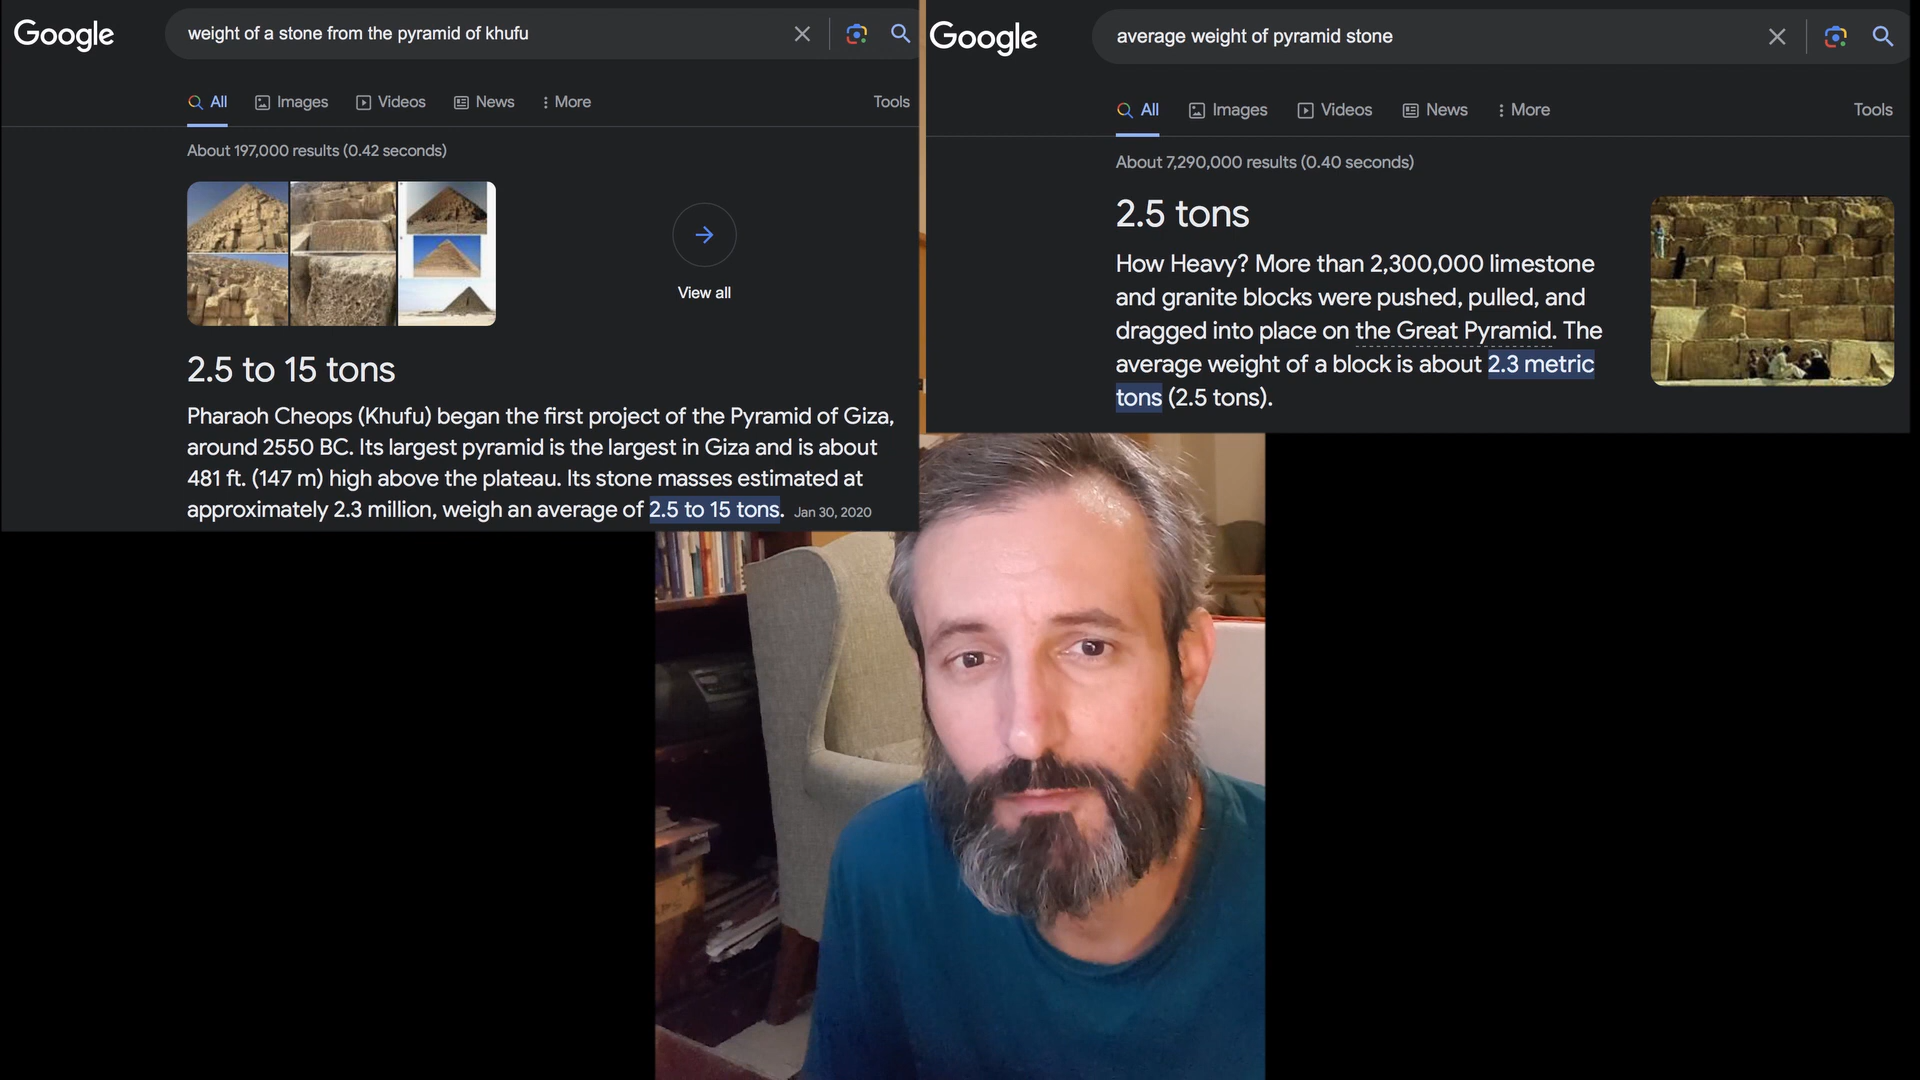 Google
weight of a stone from the pyramid of khufu
All
Images
Videos
News
More
Tools
About 197,000 results (0.42 seconds)
View all
2.5 to 15 tons
Pharaoh Cheops (Khufu) began the first project of the Pyramid of Giza,
around 2550 BC. Its largest pyramid is the largest in Giza and is about
481 ft. (147 m) high above the plateau. Its stone masses estimated at
approximately 2.3 million, weigh an average of 2.5 to 15 tons. Jan 30, 2020
Google
average weight of pyramid stone
All
Images
Videos
News
More
Tools
About 7,290,000 results (0.40 seconds)
2.5 tons
How Heavy? More than 2,300,000 limestone
and granite blocks were pushed, pulled, and
dragged into place on the Great Pyramid. The
average weight of a block is about 2.3 metric
tons (2.5 tons).